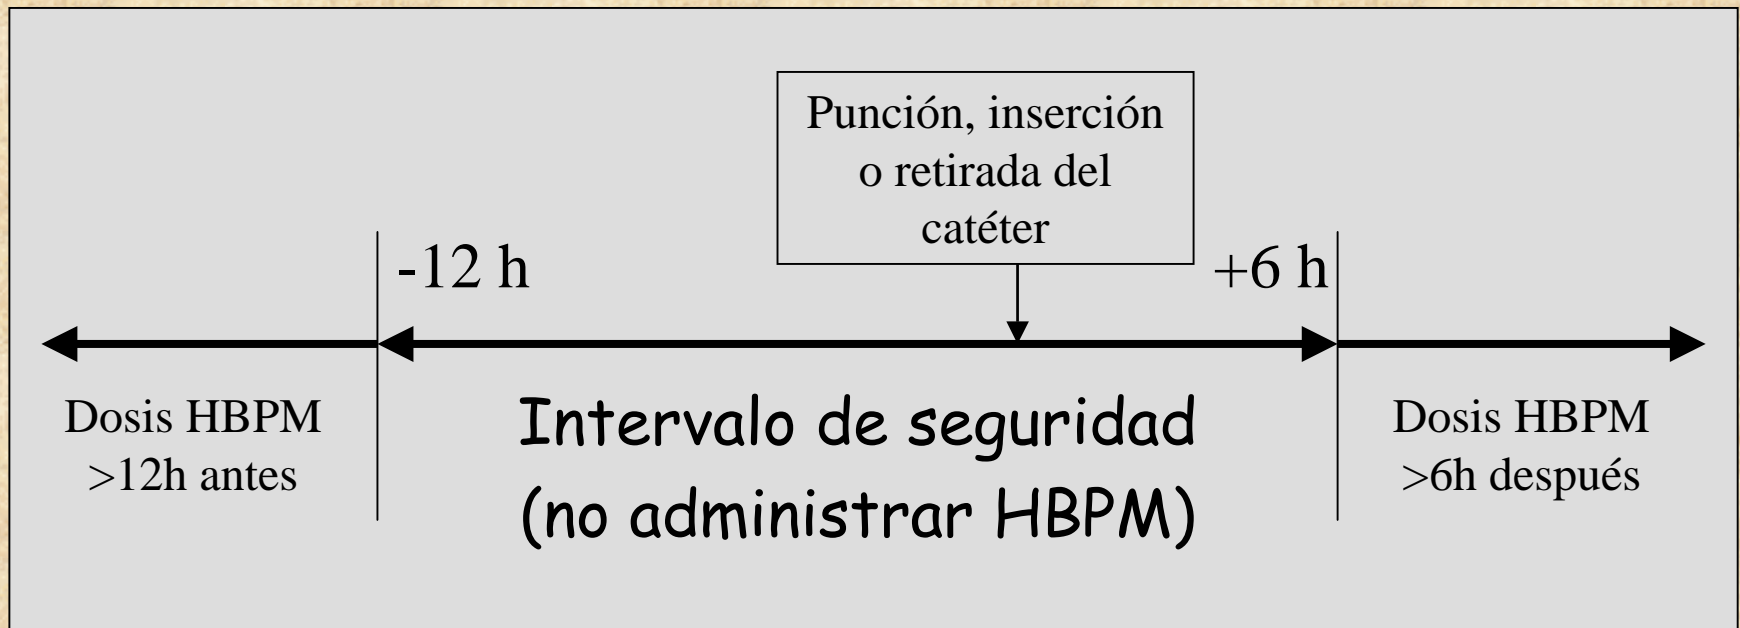 Punción, inserción
o retirada del
catéter
-12 h
+6 h
Dosis HBPM
>12h antes
Intervalo de seguridad
(no administrar HBPM)
Dosis HBPM
>6h después